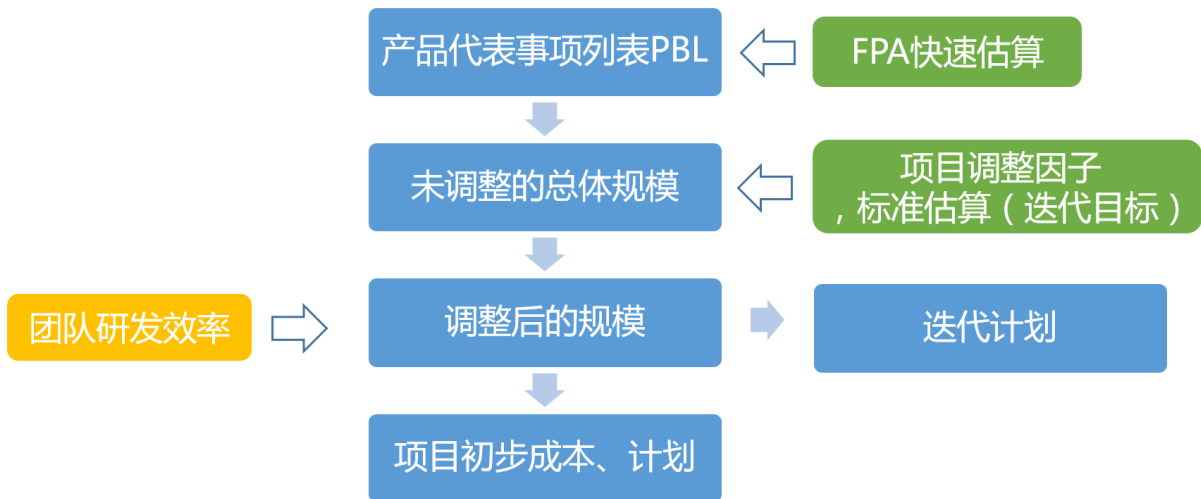 产品代表事项列表PBL
FPA快速估算
未调整的总体规模
项目调整因子
，标准估算（迭代目标）
团队研发效率
调整后的规模
迭代计划
项目初步成本、计划